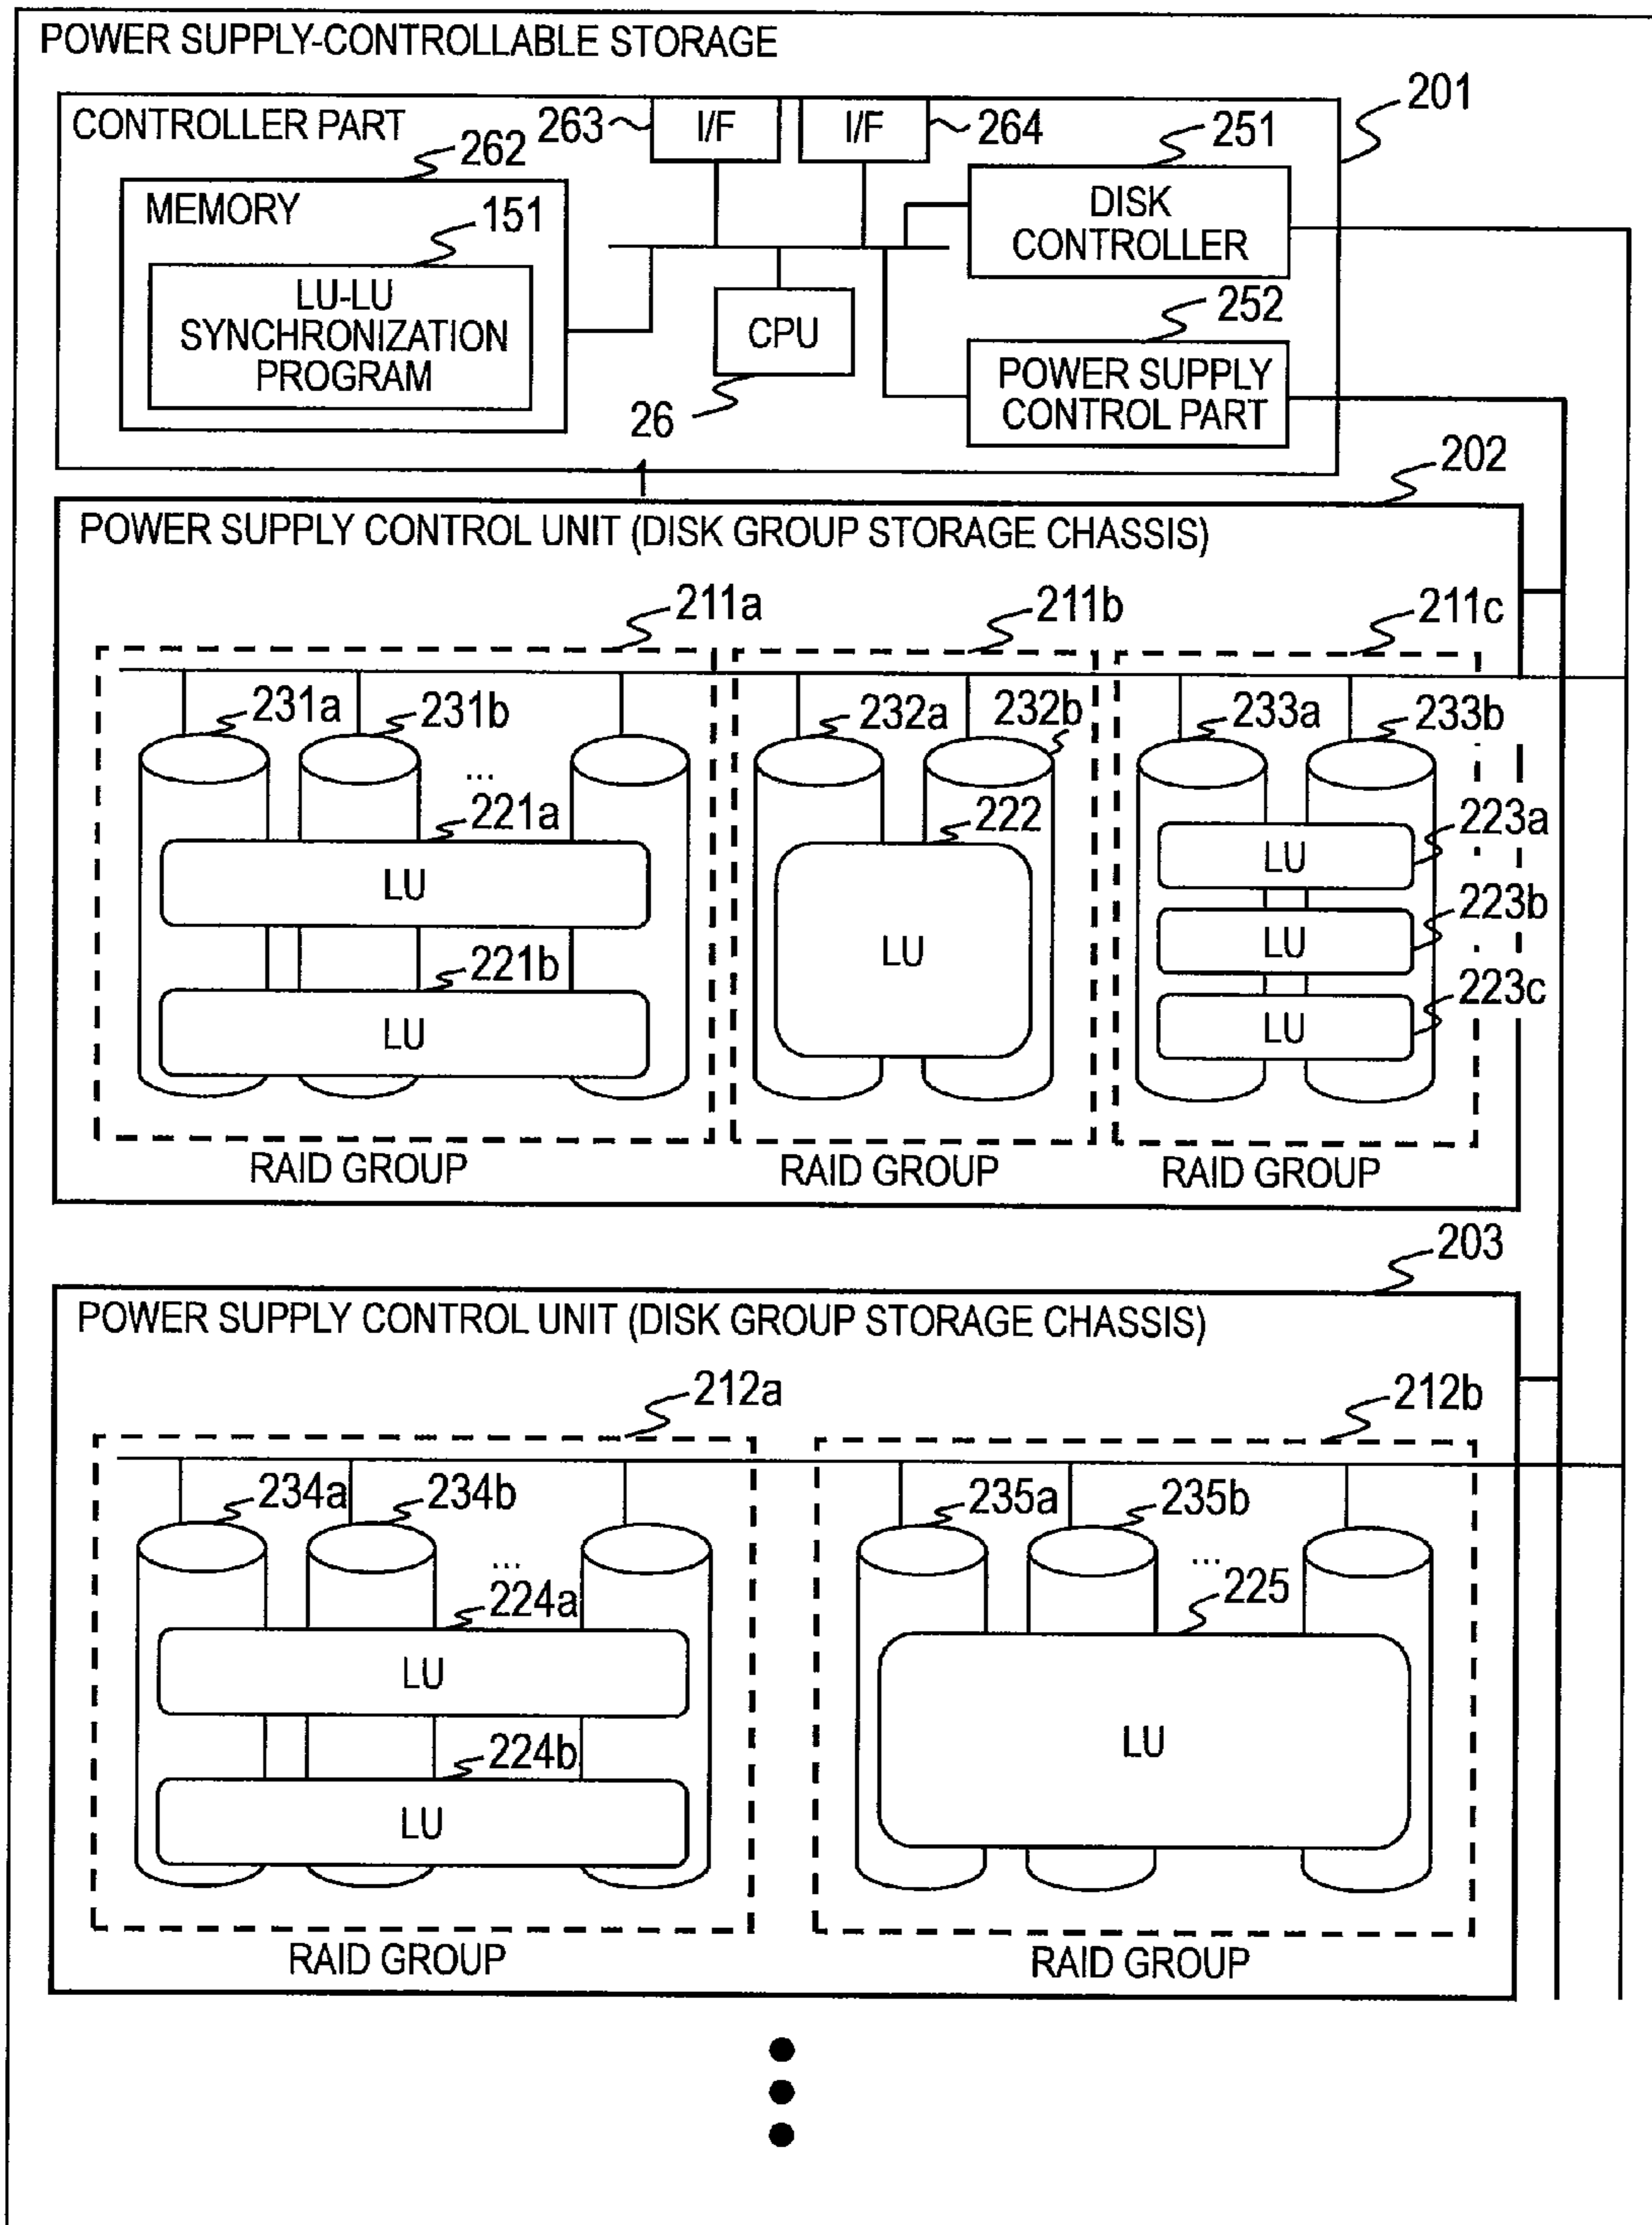 POWER SUPPLY-CONTROLLABLE STORAGE
201
CONTROLLER PART
263
I/F
I/F
264
251
262
MEMORY
151
LU-LU
SYNCHRONIZATION
PROGRAM
DISK
CONTROLLER
CPU
26
252
POWER SUPPLY
CONTROL PART
1
202
POWER SUPPLY CONTROL UNIT (DISK GROUP STORAGE CHASSIS)
211a
211b
211c
231a
231b
232a
232b
233a
233b
...
221a
LU
221b
LU
222
LU
223a
LU
223b
LU
223c
LU
RAID GROUP
RAID GROUP
RAID GROUP
203
POWER SUPPLY CONTROL UNIT (DISK GROUP STORAGE CHASSIS)
212a
212b
234a
234b
235a
235b
...
...
224a
LU
224b
LU
225
LU
RAID GROUP
RAID GROUP